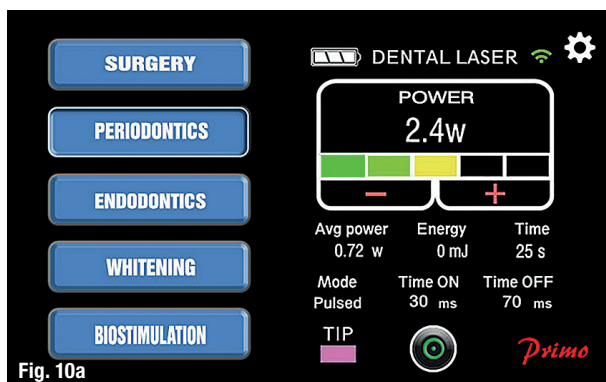 SURGERY
PERIODONTICS
ENDODONTICS
WHITENING
BIOSTIMULATION
Fig. 10a
DENTAL LASER
POWER
2.4w
− +
Avg power Energy Time
0.72 w 0 mJ 25 s
Mode Time ON Time OFF
Pulsed 30 ms 70 ms
TIP
Primo